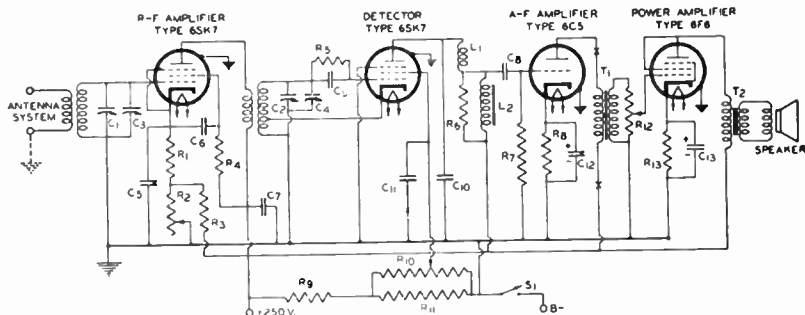 R-F AMPLIFIER
TYPE 6SK7
DETECTOR
TYPE 6SK7
A-F AMPLIFIER
TYPE 6C5
POWER AMPLIFIER
TYPE 6F6
ANTENNA
SYSTEM
C1
C3
R1
R2
C5
C6
R4
R3
C7
C2
C4
R5
C11
C10
L1
L2
R6
C8
R7
R8
C12
T1
R12
R13
C13
T2
SPEAKER
R9
R10
R11
S1
+250 V.
B-